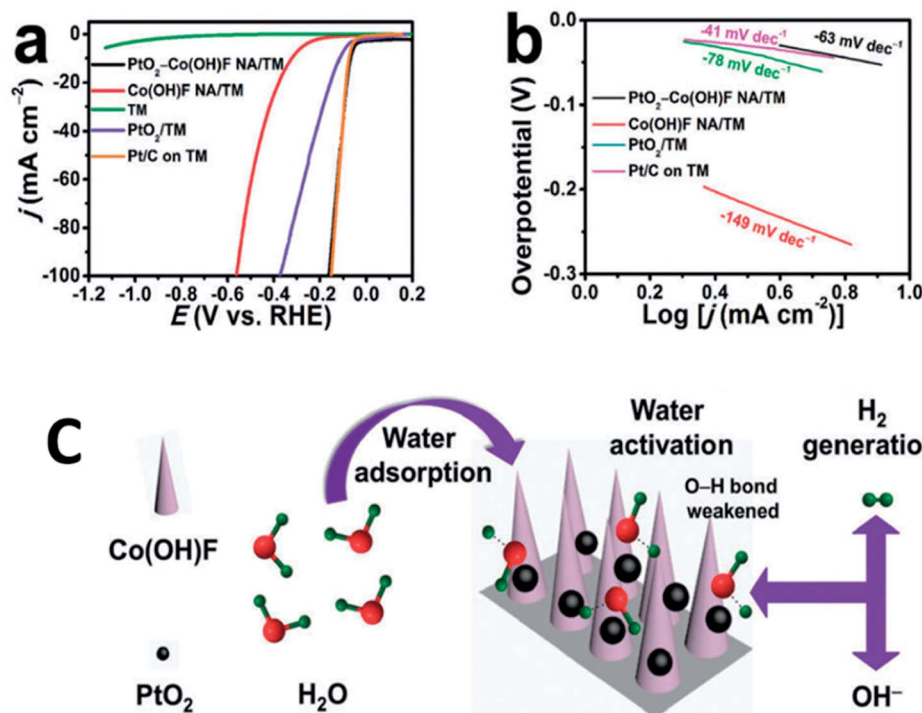 a
j (mA cm⁻²)
0
-20
-40
-60
-80
-100
PtO₂–Co(OH)F NA/TM
Co(OH)F NA/TM
TM
PtO₂/TM
Pt/C on TM
-1.2
-1.0
-0.8
-0.6
-0.4
-0.2
0.0
0.2
E (V vs. RHE)
b
Overpotential (V)
0.0
-0.1
-0.2
-0.3
-41 mV dec⁻¹
-63 mV dec⁻¹
-78 mV dec⁻¹
PtO₂–Co(OH)F NA/TM
Co(OH)F NA/TM
PtO₂/TM
Pt/C on TM
-149 mV dec⁻¹
0.0
0.2
0.4
0.6
0.8
1.0
Log [j (mA cm⁻²)]
C
Co(OH)F
PtO₂
Water
adsorption
H₂O
Water
activation
O–H bond
weakened
H₂
generatio
OH⁻